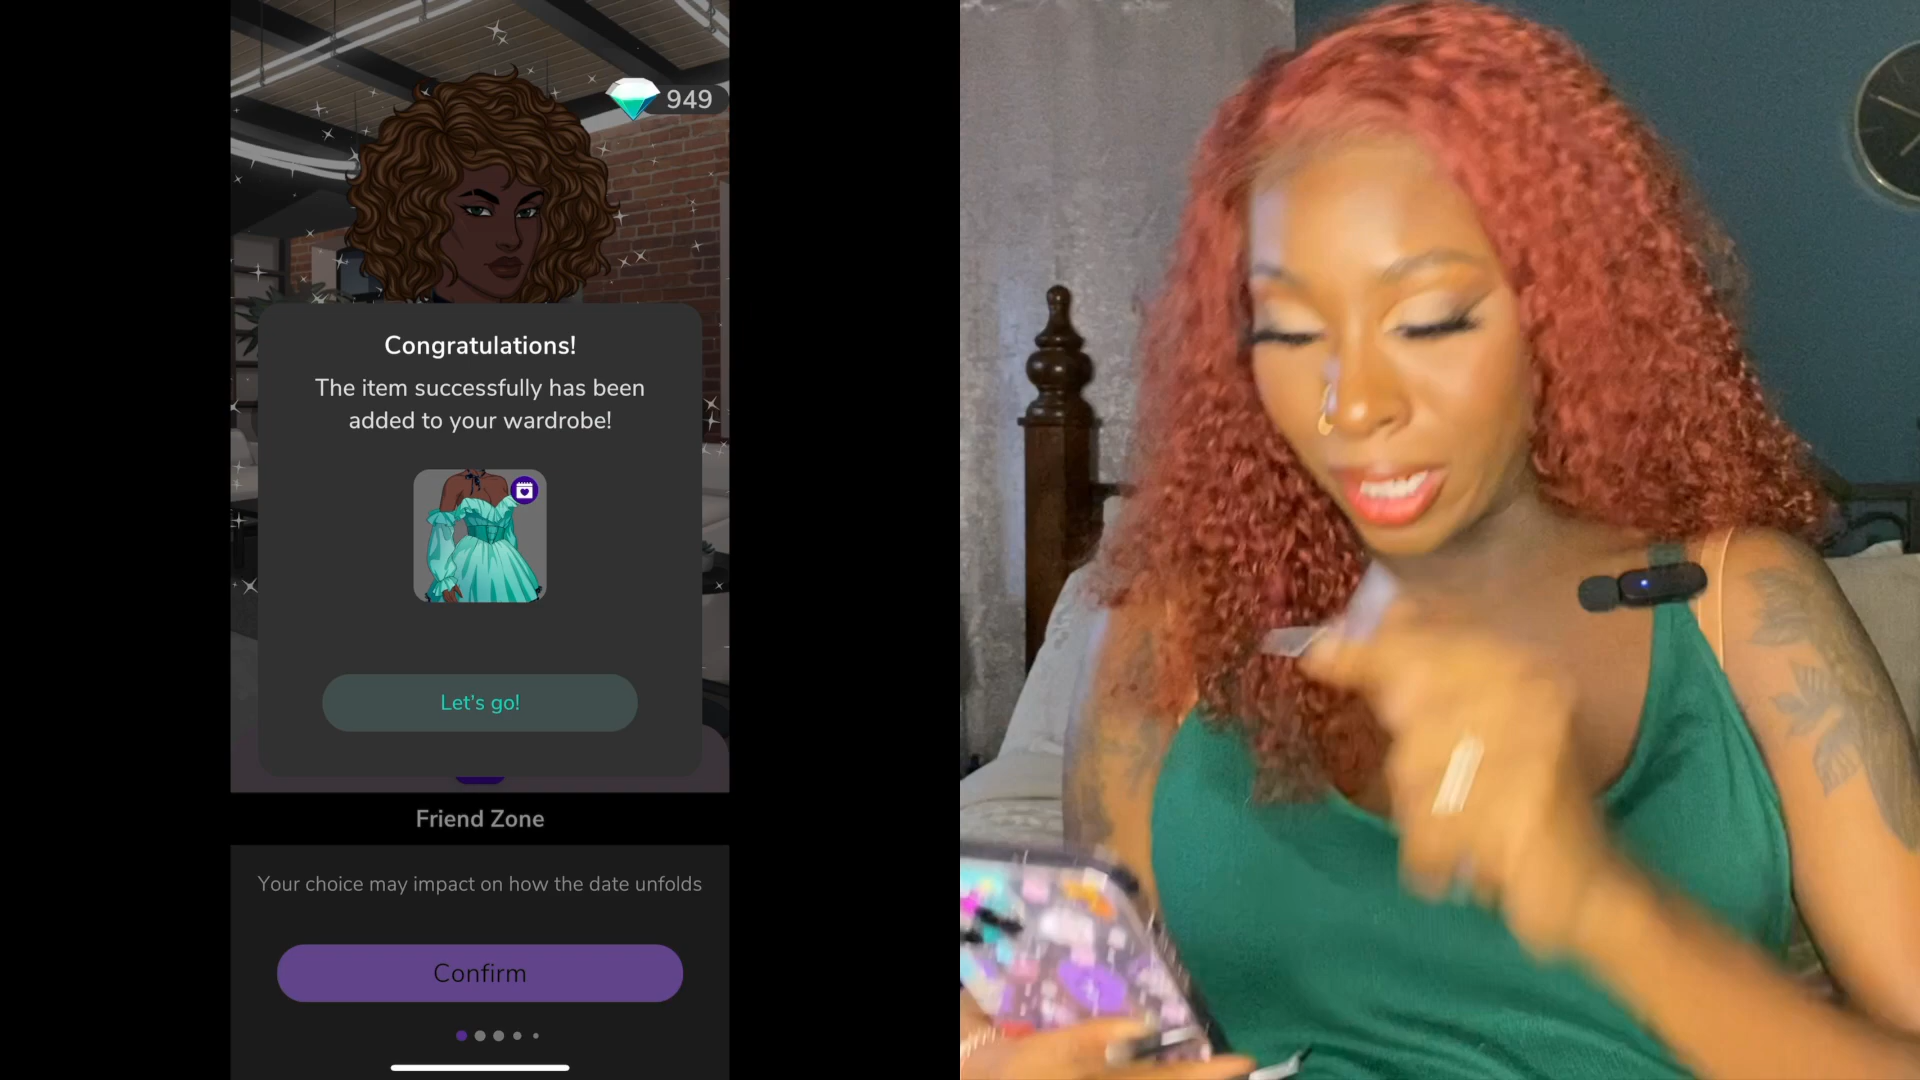 949
Congratulations!
The item successfully has been
added to your wardrobe!
Let's go!
Friend Zone
Your choice may impact on how the date unfolds
Confirm